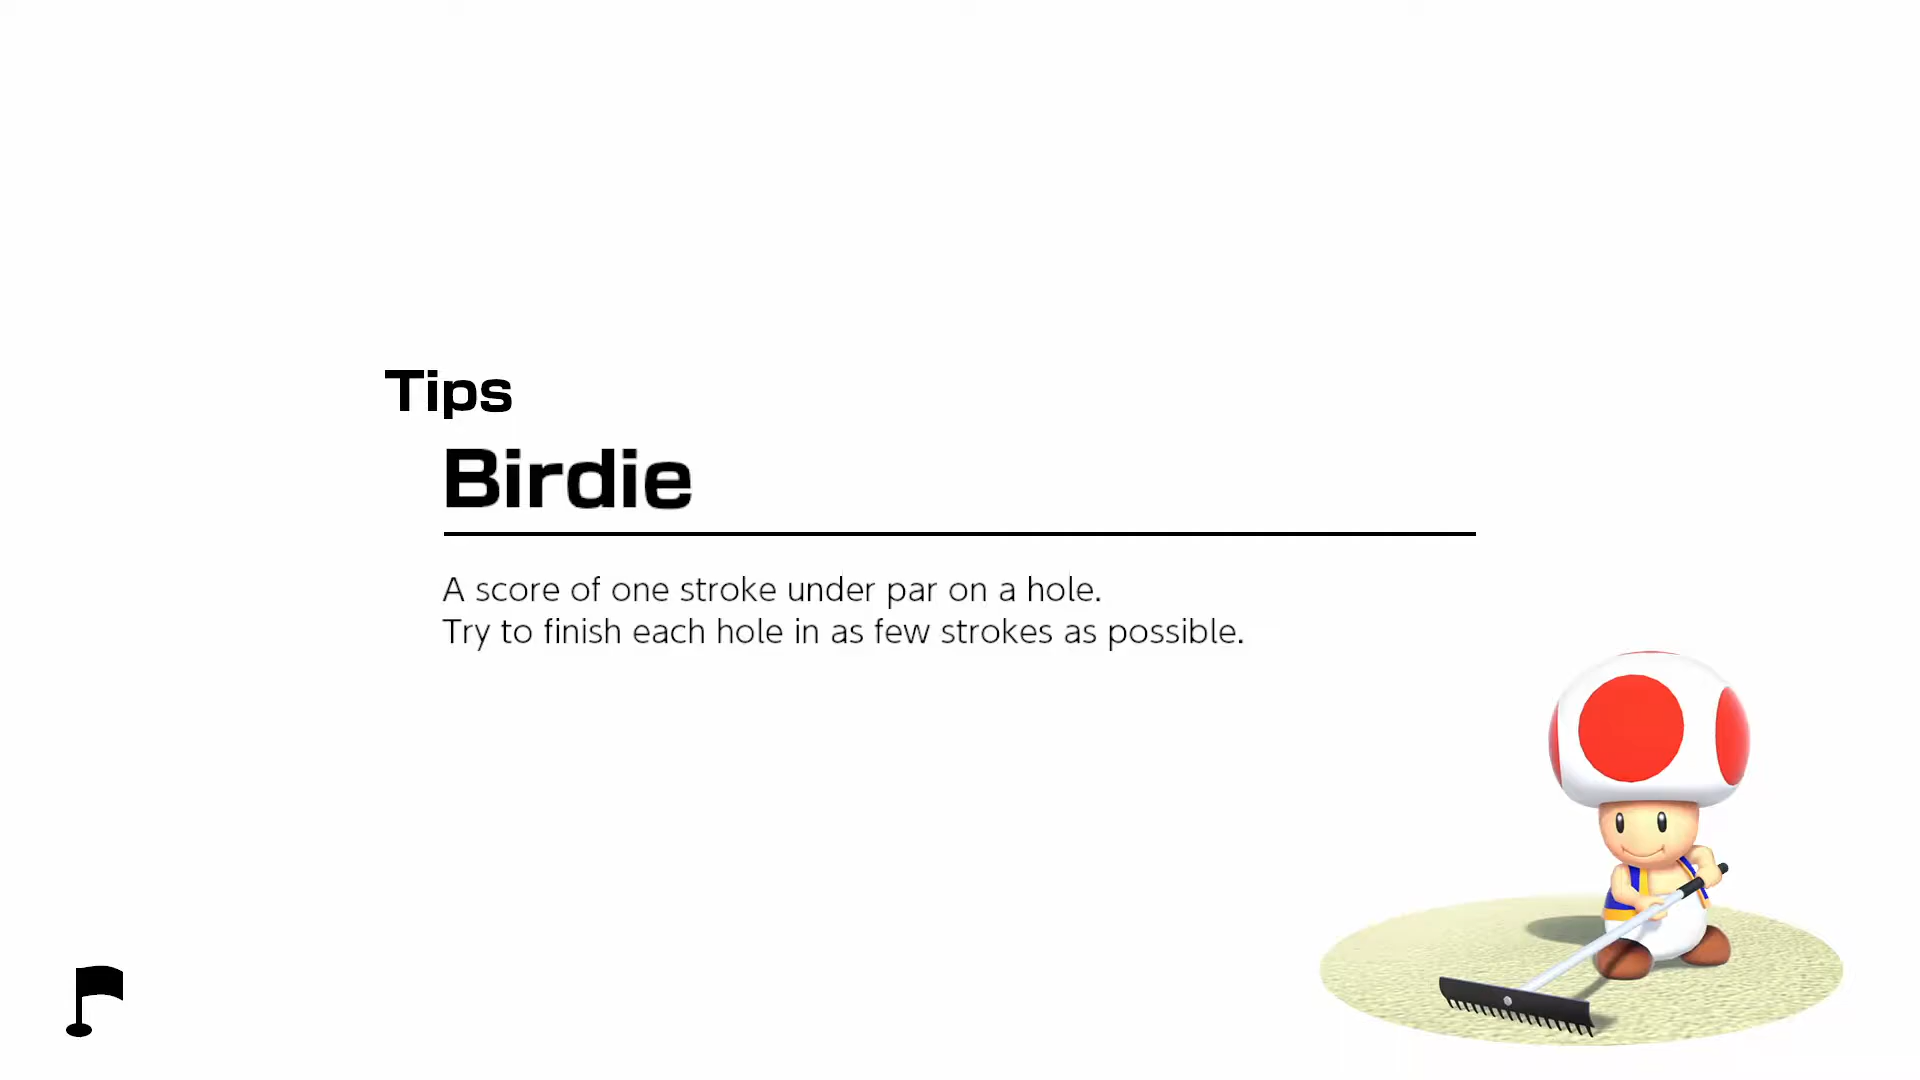 Tips
Birdie
A score of one stroke under par on a hole.
Try to finish each hole in as few strokes as possible.